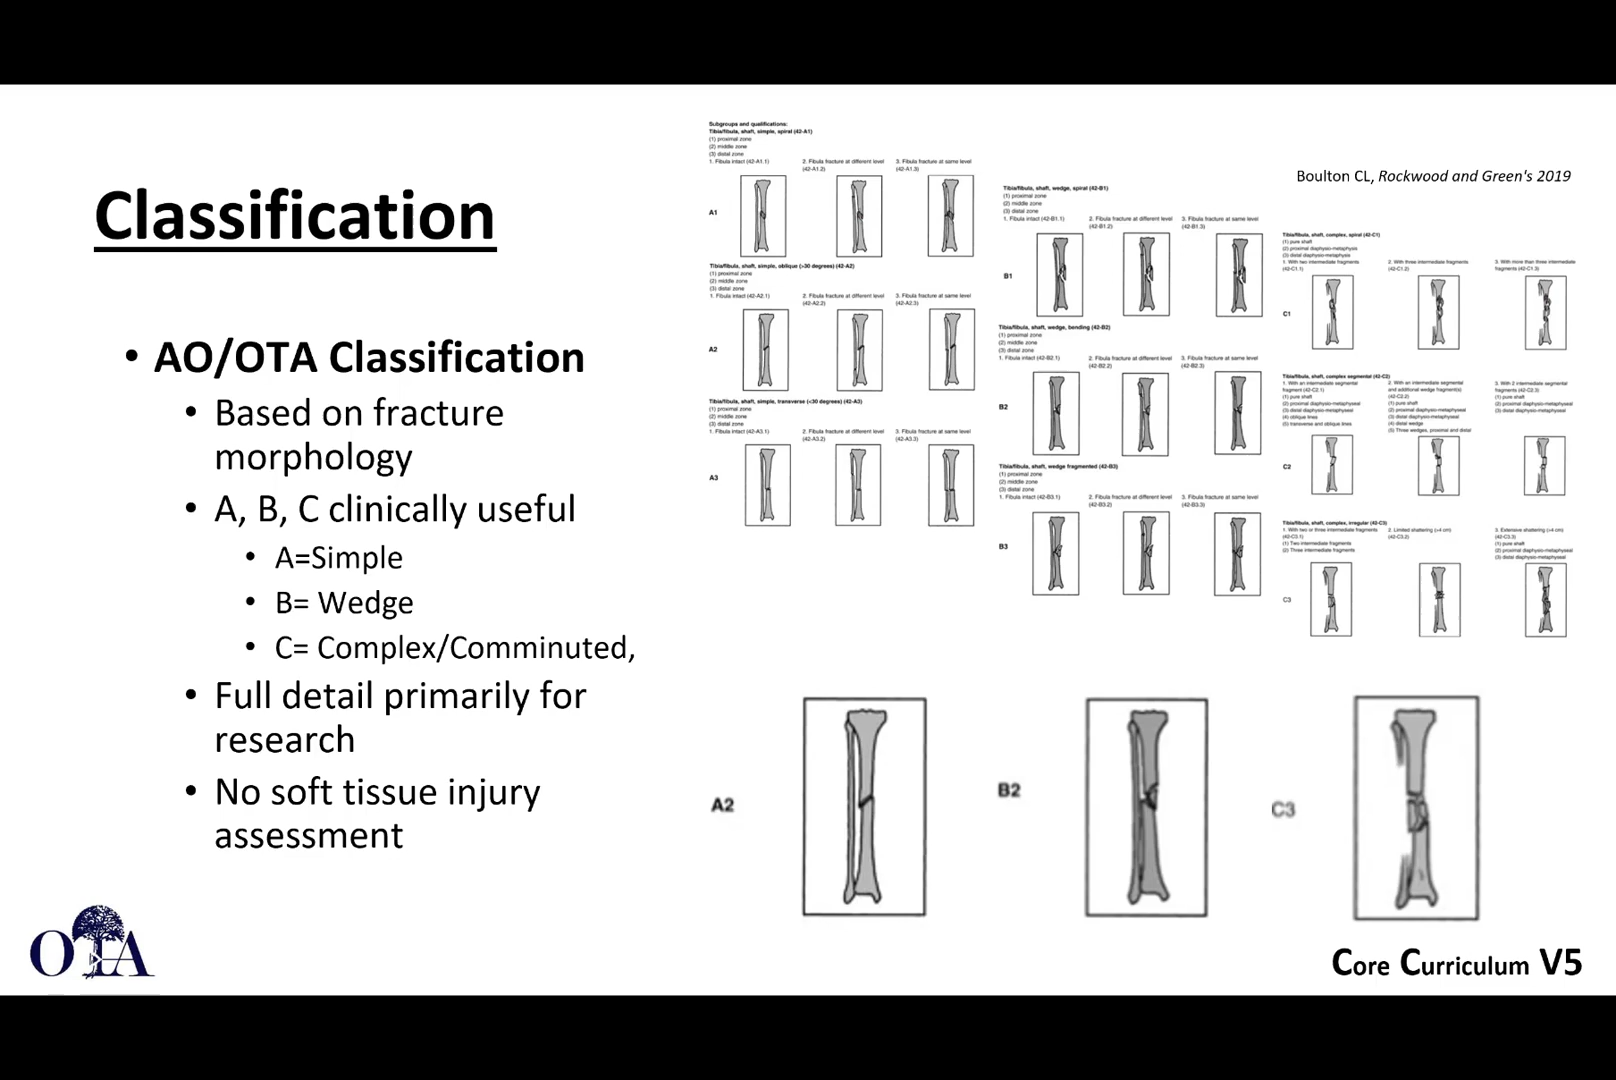 Classification
• AO/OTA Classification
• Based on fracture
morphology
• A, B, C clinically useful
• A=Simple
• B= Wedge
• C= Complex/Comminuted,
• Full detail primarily for
research
• No soft tissue injury
assessment
OTA
Subgroups and qualifications:
Tibia/fibula, shaft, simple, spiral (42-A1)
(1) proximal zone
(2) middle zone
(3) distal zone
1. Fibula intact (42-A1.1) 2. Fibula fracture at different level 3. Fibula fracture at same level
(42-A1.2) (42-A1.3)
A1
Tibia/fibula, shaft, simple, oblique (>30 degrees) (42-A2)
(1) proximal zone
(2) middle zone
(3) distal zone
1. Fibula intact (42-A2.1) 2. Fibula fracture at different level 3. Fibula fracture at same level
(42-A2.2) (42-A2.3)
A2
Tibia/fibula, shaft, simple, transverse (<30 degrees) (42-A3)
(1) proximal zone
(2) middle zone
(3) distal zone
1. Fibula intact (42-A3.1) 2. Fibula fracture at different level 3. Fibula fracture at same level
(42-A3.2) (42-A3.3)
A3
Tibia/fibula, shaft, wedge, spiral (42-B1)
(1) proximal zone
(2) middle zone
(3) distal zone
1. Fibula intact (42-B1.1) 2. Fibula fracture at different level 3. Fibula fracture at same level
(42-B1.2) (42-B1.3)
B1
Tibia/fibula, shaft, wedge, bending (42-B2)
(1) proximal zone
(2) middle zone
(3) distal zone
1. Fibula intact (42-B2.1) 2. Fibula fracture at different level 3. Fibula fracture at same level
(42-B2.2) (42-B2.3)
B2
Tibia/fibula, shaft, wedge fragmented (42-B3)
(1) proximal zone
(2) middle zone
(3) distal zone
1. Fibula intact (42-B3.1) 2. Fibula fracture at different level 3. Fibula fracture at same level
(42-B3.2) (42-B3.3)
B3
Boulton CL, Rockwood and Green's 2019
Tibia/fibula, shaft, complex, spiral (42-C1)
(1) pure shaft
(2) proximal diaphysio-metaphysis
(3) distal diaphysio-metaphysis
1. With two intermediate fragments 2. With three intermediate fragments 3. With more than three intermediate
(42-C1.1) (42-C1.2) fragments (42-C1.3)
C1
Tibia/fibula, shaft, complex segmental (42-C2)
1. With an intermediate segmental 2. With an intermediate segmental 3. With 2 intermediate segmental
fragment (42-C2.1) and additional wedge fragment(s) fragments (42-C2.3)
(1) pure shaft (42-C2.2) (1) pure shaft
(2) proximal diaphyso-metaphyseal (1) pure shaft (2) proximal diaphyso-metaphyseal
(3) distal diaphyso-metaphyseal (2) proximal diaphyso-metaphyseal (3) distal diaphyso-metaphyseal
(4) oblique lines (3) distal diaphyso-metaphyseal
(5) transverse and oblique lines (4) distal wedge
(5) Three wedges, proximal and distal
C2
Tibia/fibula, shaft, complex, irregular (42-C3)
1. With two or three intermediate fragments 2. Limited shattering (<4 cm) 3. Extensive shattering (>4 cm)
(42-C3.1) (42-C3.2) (42-C3.3)
(1) Two intermediate fragments (1) pure shaft
(2) Three intermediate fragments (2) proximal diaphyso-metaphyseal
(3) distal diaphyso-metaphyseal
C3
A2
B2
C3
Core Curriculum V5